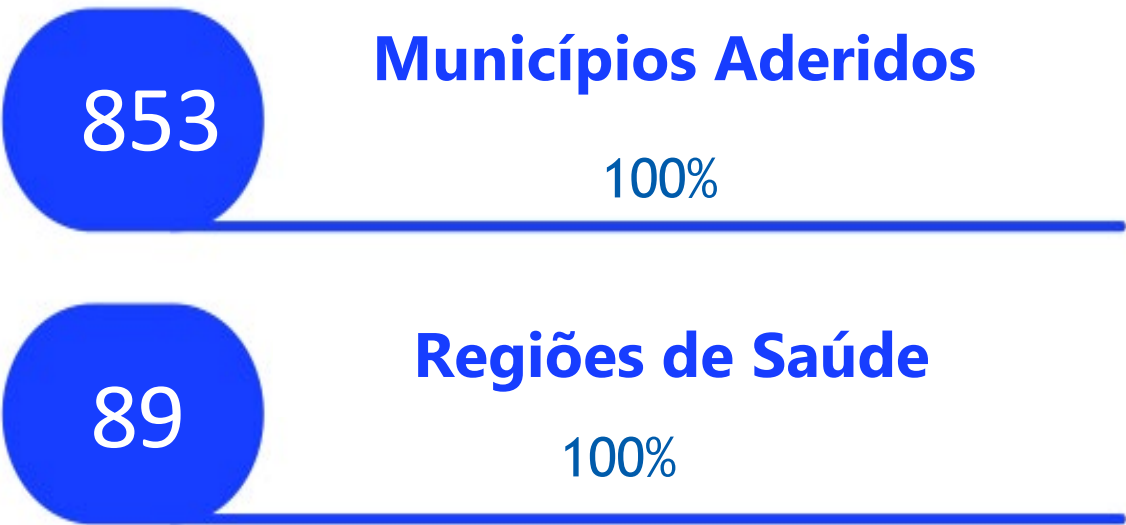 853
Municípios Aderidos
100%
89
Regiões de Saúde
100%